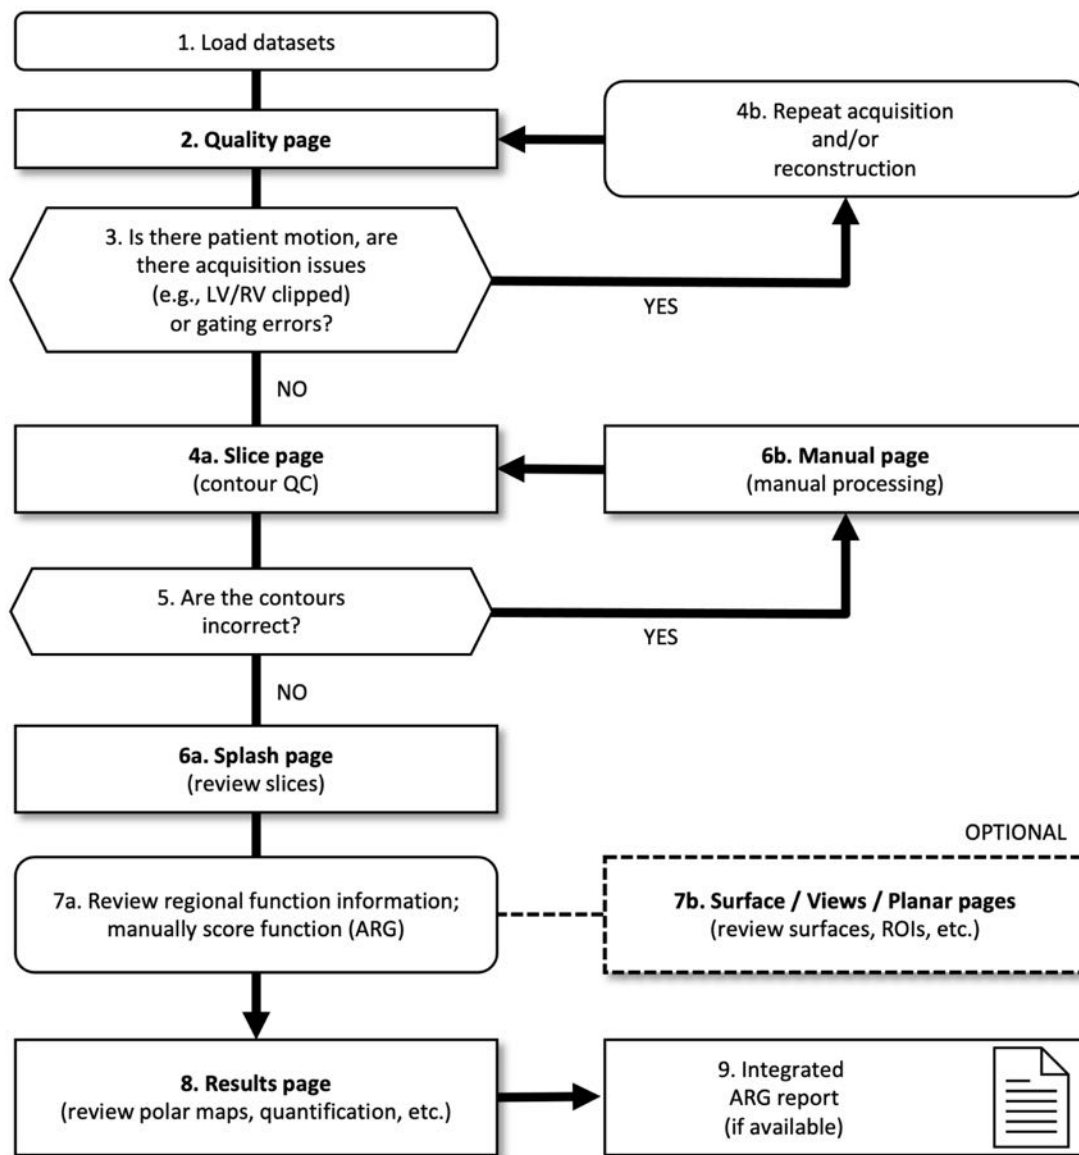 1. Load datasets
2. Quality page
4b. Repeat acquisition
and/or
reconstruction
3. Is there patient motion, are
there acquisition issues
(e.g., LV/RV clipped)
or gating errors?
YES
NO
4a. Slice page
(contour QC)
6b. Manual page
(manual processing)
5. Are the contours
incorrect?
YES
NO
6a. Splash page
(review slices)
OPTIONAL
7a. Review regional function information;
manually score function (ARG)
7b. Surface / Views / Planar pages
(review surfaces, ROIs, etc.)
8. Results page
(review polar maps, quantification, etc.)
9. Integrated
ARG report
(if available)